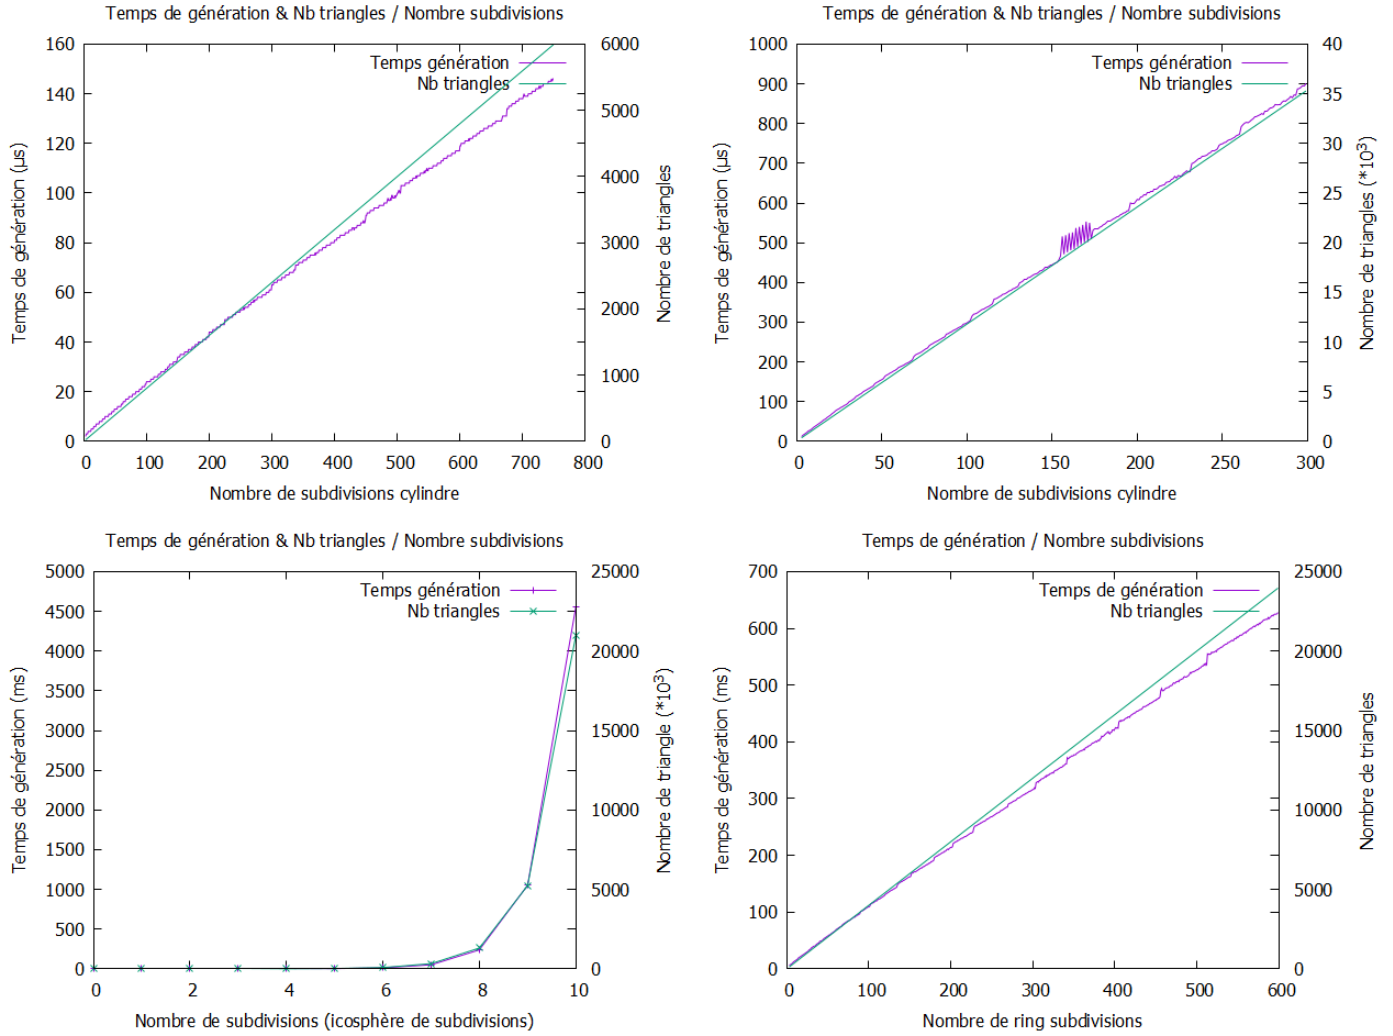 Temps de génération & Nb triangles / Nombre subdivisions
160
140
120
100
80
60
40
20
0
6000
5000
4000
3000
2000
1000
0
Temps génération
Nb triangles
Temps de génération (µs)
Nombre de triangles
0 100 200 300 400 500 600 700 800
Nombre de subdivisions cylindre
Temps de génération & Nb triangles / Nombre subdivisions
1000
900
800
700
600
500
400
300
200
100
0
40
35
30
25
20
15
10
5
0
Temps génération
Nb triangles
Temps de génération (µs)
Nombre de triangles (*10³)
0 50 100 150 200 250 300
Nombre de subdivisions cylindre
Temps de génération & Nb triangles / Nombre subdivisions
5000
4500
4000
3500
3000
2500
2000
1500
1000
500
0
25000
20000
15000
10000
5000
0
Temps génération
Nb triangles
Temps de génération (ms)
Nombre de triangle (*10³)
0 2 4 6 8 10
Nombre de subdivisions (icosphère de subdivisions)
Temps de génération / Nombre subdivisions
700
600
500
400
300
200
100
0
25000
20000
15000
10000
5000
0
Temps de génération
Nb triangles
Temps de génération (ms)
Nombre de triangles
0 100 200 300 400 500 600
Nombre de ring subdivisions